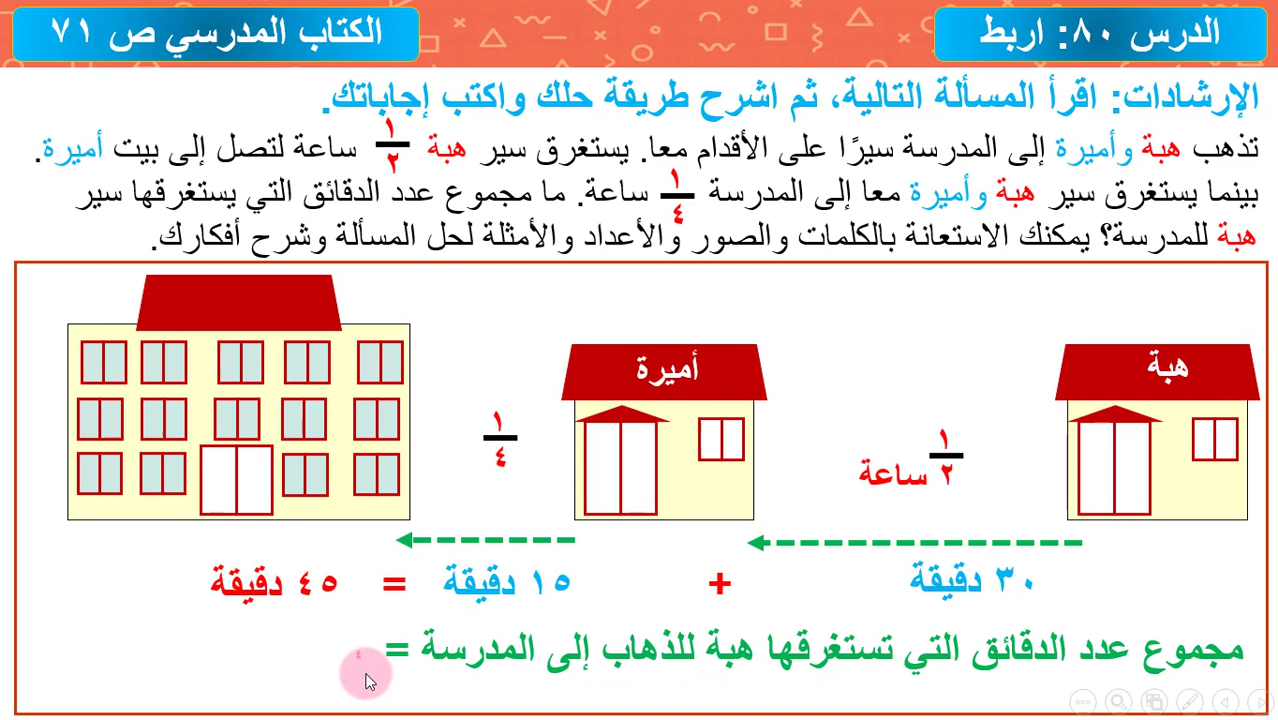 الدرس ٨٠: اربط
الكتاب المدرسي ص ٧١
الإرشادات: اقرأ المسألة التالية، ثم اشرح طريقة حلك واكتب إجاباتك.
تذهب هبة وأميرة إلى المدرسة سيرًا على الأقدام معا. يستغرق سير هبة ١/٢ ساعة لتصل إلى بيت أميرة.
بينما يستغرق سير هبة وأميرة معا إلى المدرسة ١/٤ ساعة. ما مجموع عدد الدقائق التي يستغرقها سير
هبة للمدرسة؟ يمكنك الاستعانة بالكلمات والصور والأعداد والأمثلة لحل المسألة وشرح أفكارك.
هبة
أميرة
١/٢ ساعة
١/٤
٣٠ دقيقة + ١٥ دقيقة = ٤٥ دقيقة
مجموع عدد الدقائق التي تستغرقها هبة للذهاب إلى المدرسة =